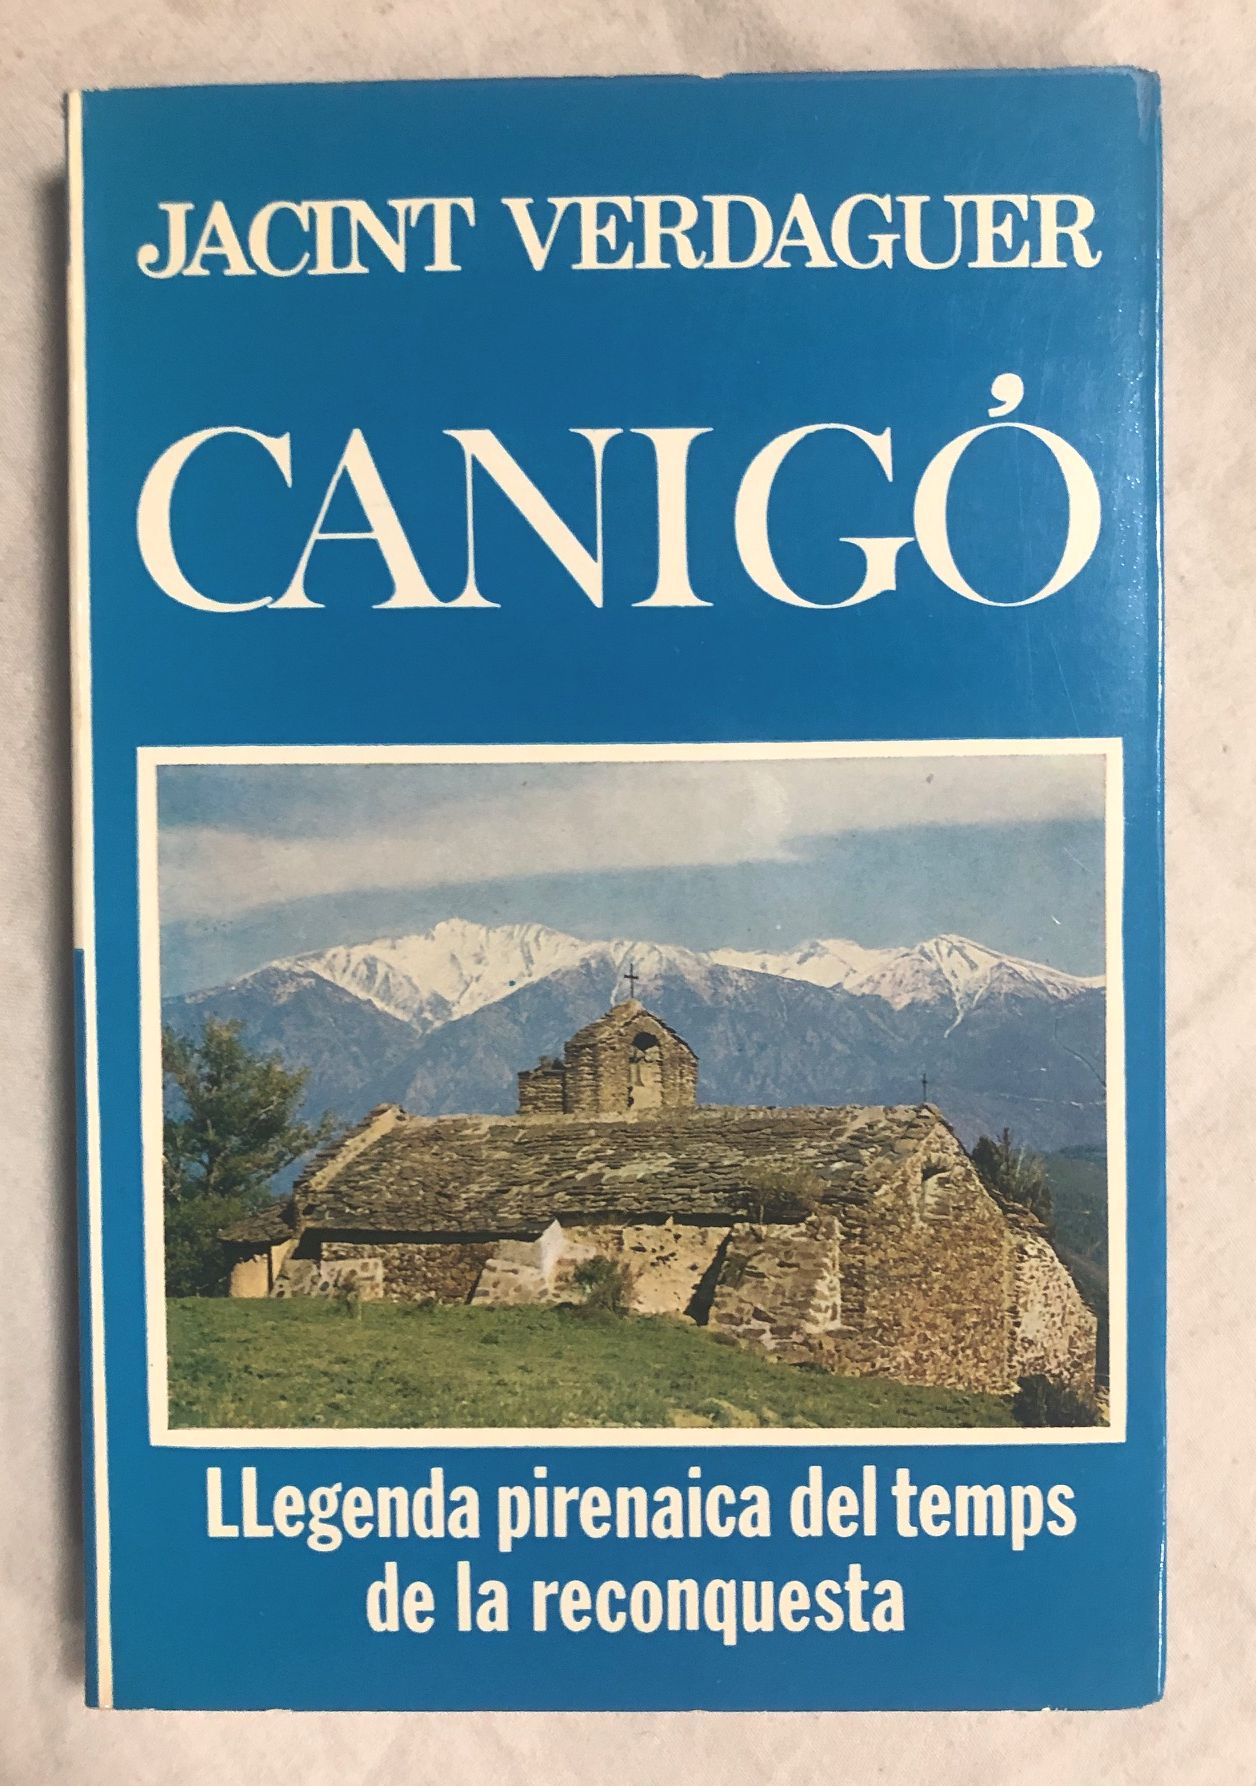 JACINT VERDAGUER
CANIGÓ
LLegenda pirenaica del temps
de la reconquesta